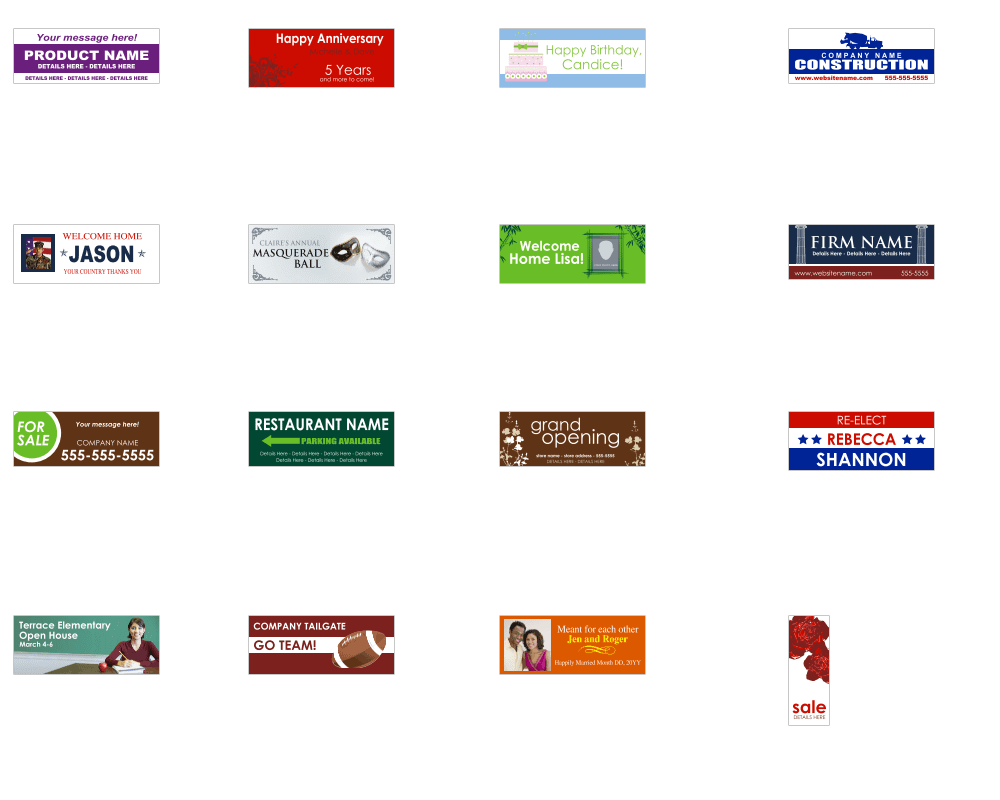 Your message here!
PRODUCT NAME
DETAILS HERE - DETAILS HERE
DETAILS HERE - DETAILS HERE - DETAILS HERE
Happy Anniversary
5 Years
and more to come!
Happy Birthday,
Candice!
COMPANY NAME
CONSTRUCTION
www.websitename.com 555-555-5555
WELCOME HOME
JASON
YOUR COUNTRY THANKS YOU
CLAIRE'S ANNUAL
MASQUERADE
BALL
Welcome
Home Lisa!
FIRM NAME
Details Here - Details Here - Details Here
www.websitename.com 555-5555
FOR
SALE
Your message here!
COMPANY NAME
555-555-5555
RESTAURANT NAME
PARKING AVAILABLE
Details Here - Details Here - Details Here - Details Here
Details Here - Details Here - Details Here
grand
opening
store name - store address - 555-5555
DETAILS HERE - DETAILS HERE
RE-ELECT
REBECCA
SHANNON
Terrace Elementary
Open House
March 4-6
COMPANY TAILGATE
GO TEAM!
Meant for each other
Jen and Roger
Happily Married Month DD, 20YY
sale
DETAILS HERE